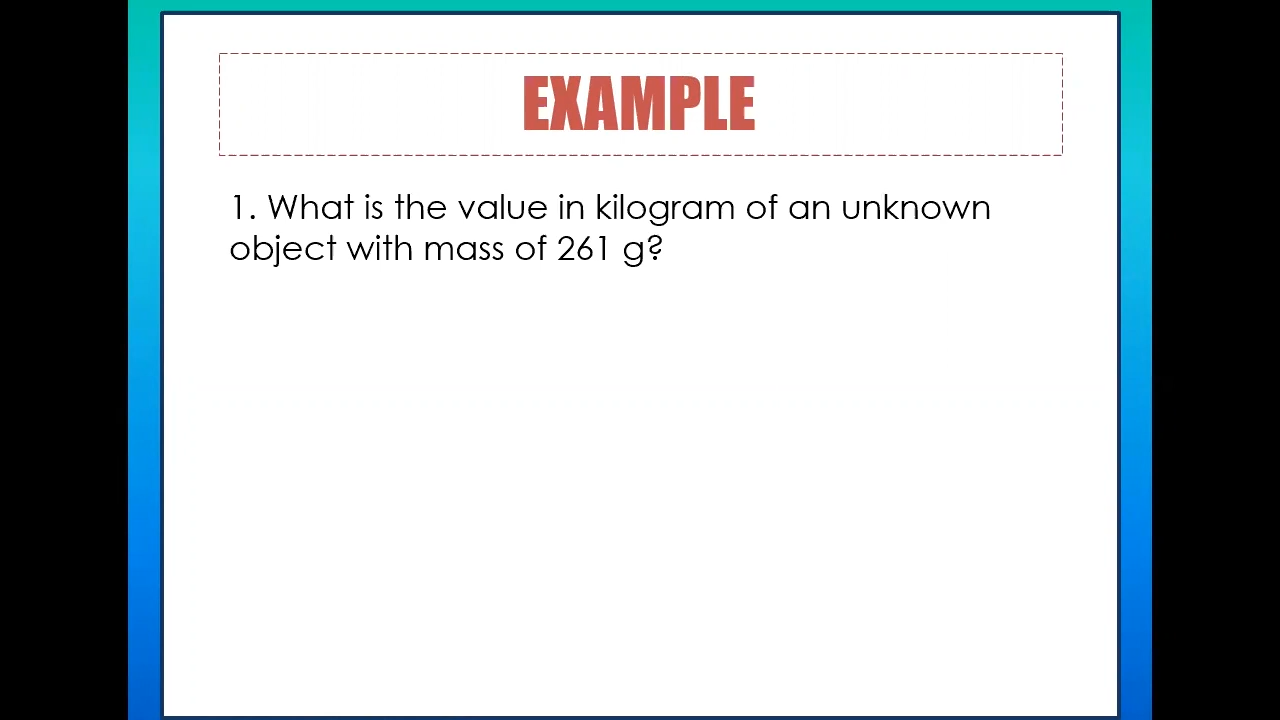 EXAMPLE
1. What is the value in kilogram of an unknown
object with mass of 261 g?